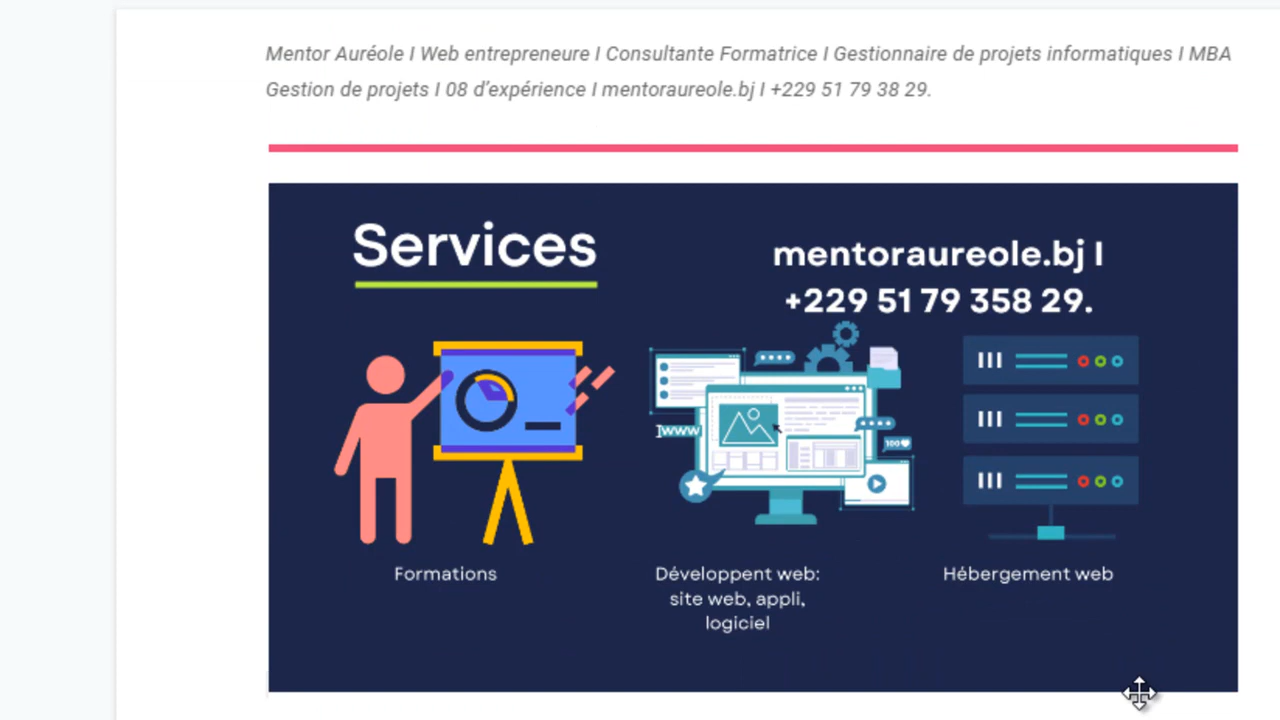 Mentor Auréole I Web entrepreneure I Consultante Formatrice I Gestionnaire de projets informatiques I MBA
Gestion de projets I 08 d’expérience I mentoraureole.bj I +229 51 79 38 29.
Services
mentoraureole.bj I
+229 51 79 358 29.
www
100
Formations
Développent web:
site web, appli,
logiciel
Hébergement web